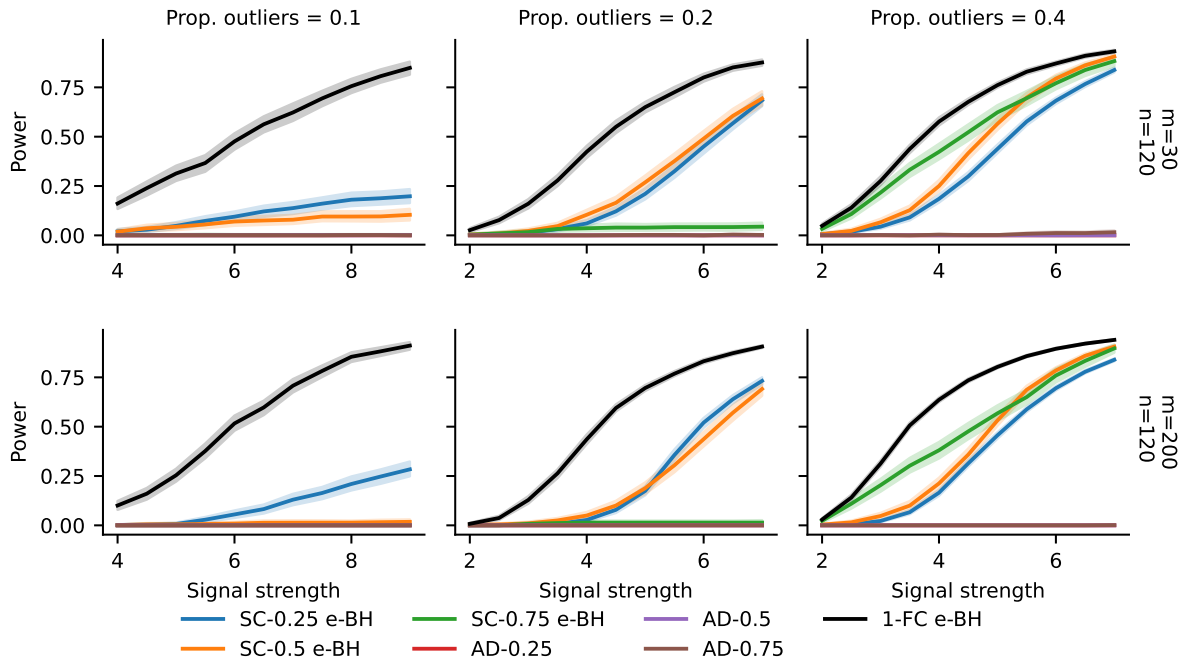 Prop. outliers = 0.1
Prop. outliers = 0.2
Prop. outliers = 0.4
Power
0.75
0.50
0.25
0.00
4 6 8
2 4 6
2 4 6
m=30
n=120
Power
0.75
0.50
0.25
0.00
4 6 8
2 4 6
2 4 6
m=200
n=120
Signal strength
Signal strength
Signal strength
SC-0.25 e-BH
SC-0.75 e-BH
AD-0.5
1-FC e-BH
SC-0.5 e-BH
AD-0.25
AD-0.75